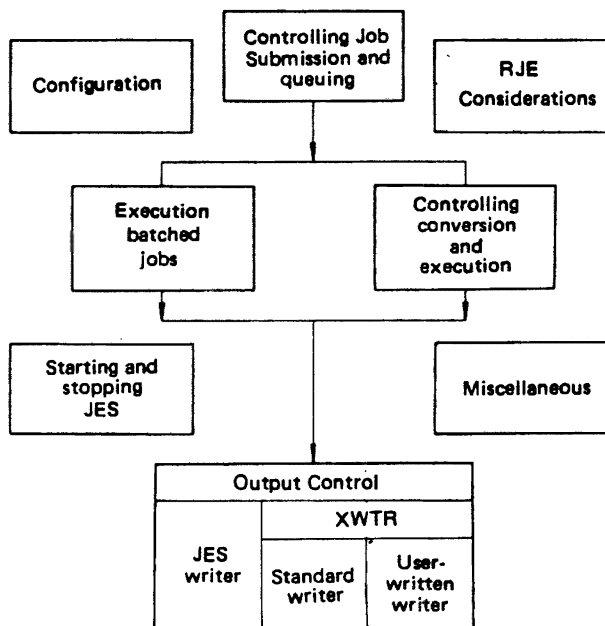 Controlling Job
Submission and
queuing
Configuration
RJE
Considerations
Execution
batched
jobs
Controlling
conversion
and
execution
Starting and
stopping
JES
Miscellaneous
Output Control
XWTR
JES
writer
Standard
writer
User-
written
writer